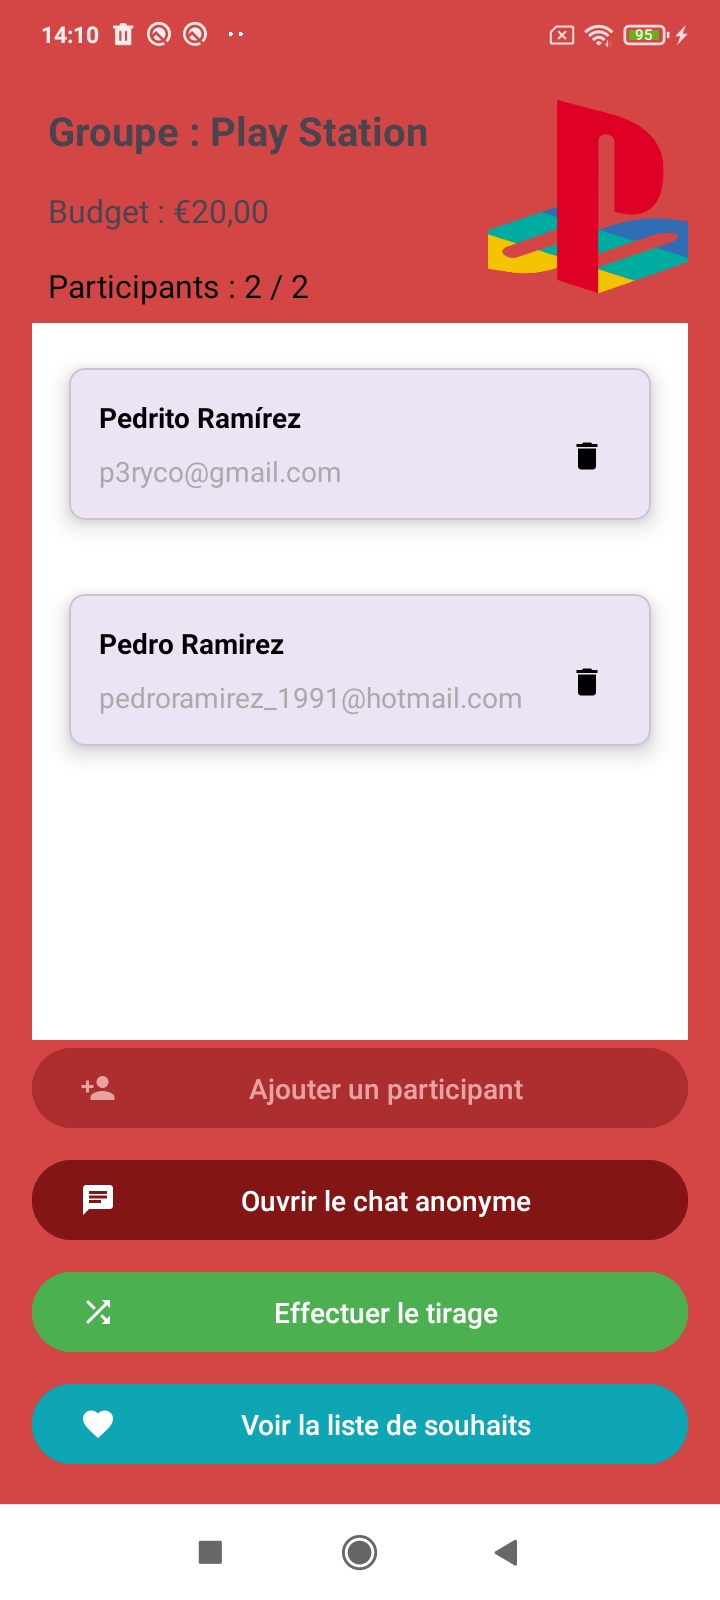 14:10
95
Groupe : Play Station
Budget : €20,00
Participants : 2 / 2
Pedrito Ramírez
p3ryco@gmail.com
Pedro Ramirez
pedroramirez_1991@hotmail.com
Ajouter un participant
Ouvrir le chat anonyme
Effectuer le tirage
Voir la liste de souhaits